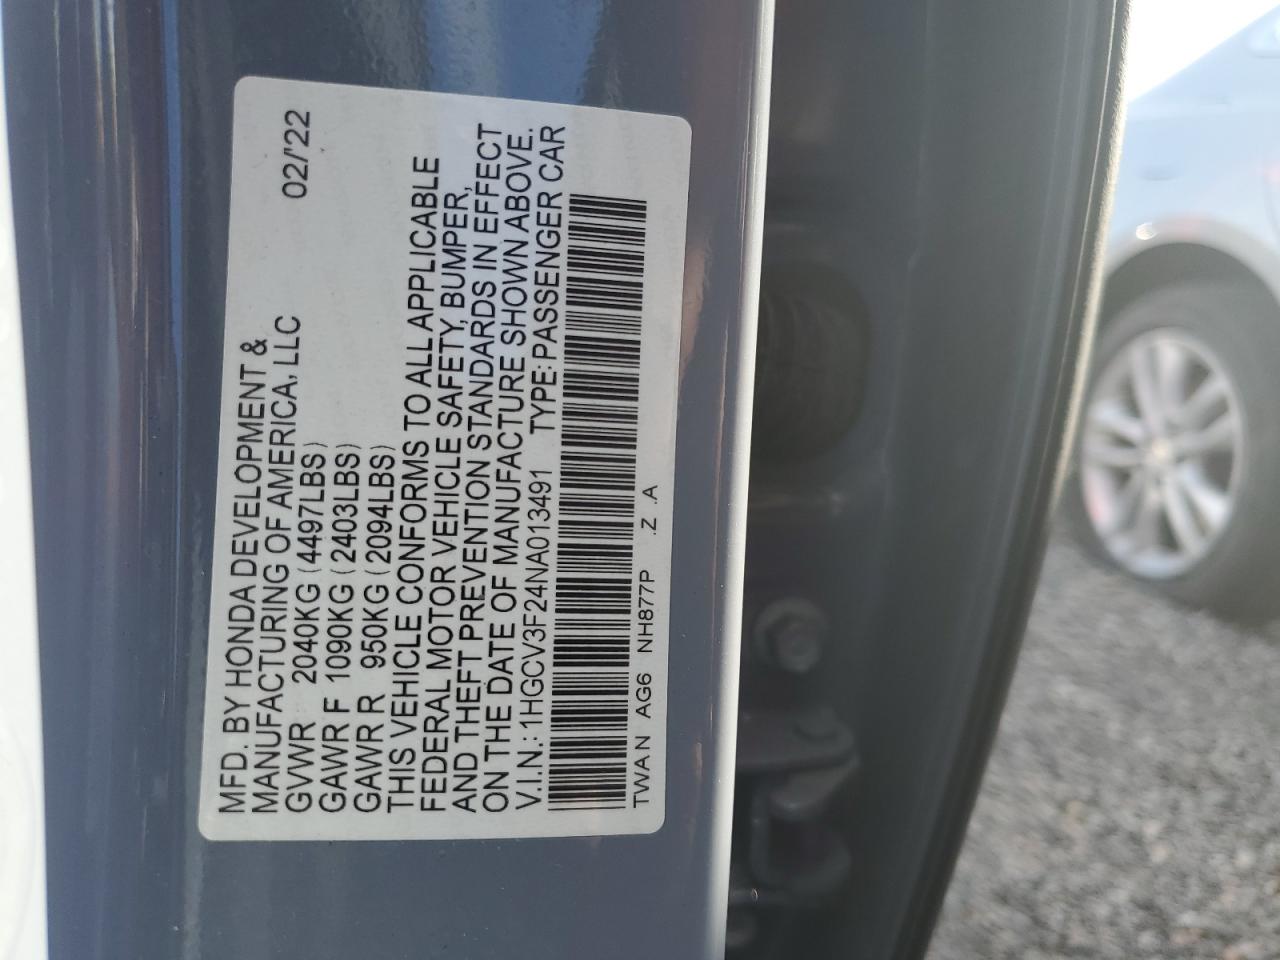 MFD. BY HONDA DEVELOPMENT &
MANUFACTURING OF AMERICA, LLC 02/'22
GVWR 2040KG (4497LBS)
GAWR F 1090KG (2403LBS)
GAWR R 950KG (2094LBS)
THIS VEHICLE CONFORMS TO ALL APPLICABLE
FEDERAL MOTOR VEHICLE SAFETY, BUMPER,
AND THEFT PREVENTION STANDARDS IN EFFECT
ON THE DATE OF MANUFACTURE SHOWN ABOVE.
V.I.N.: 1HGCV3F24NA013491 TYPE: PASSENGER CAR
TWAN AG6 NH877P .Z .A